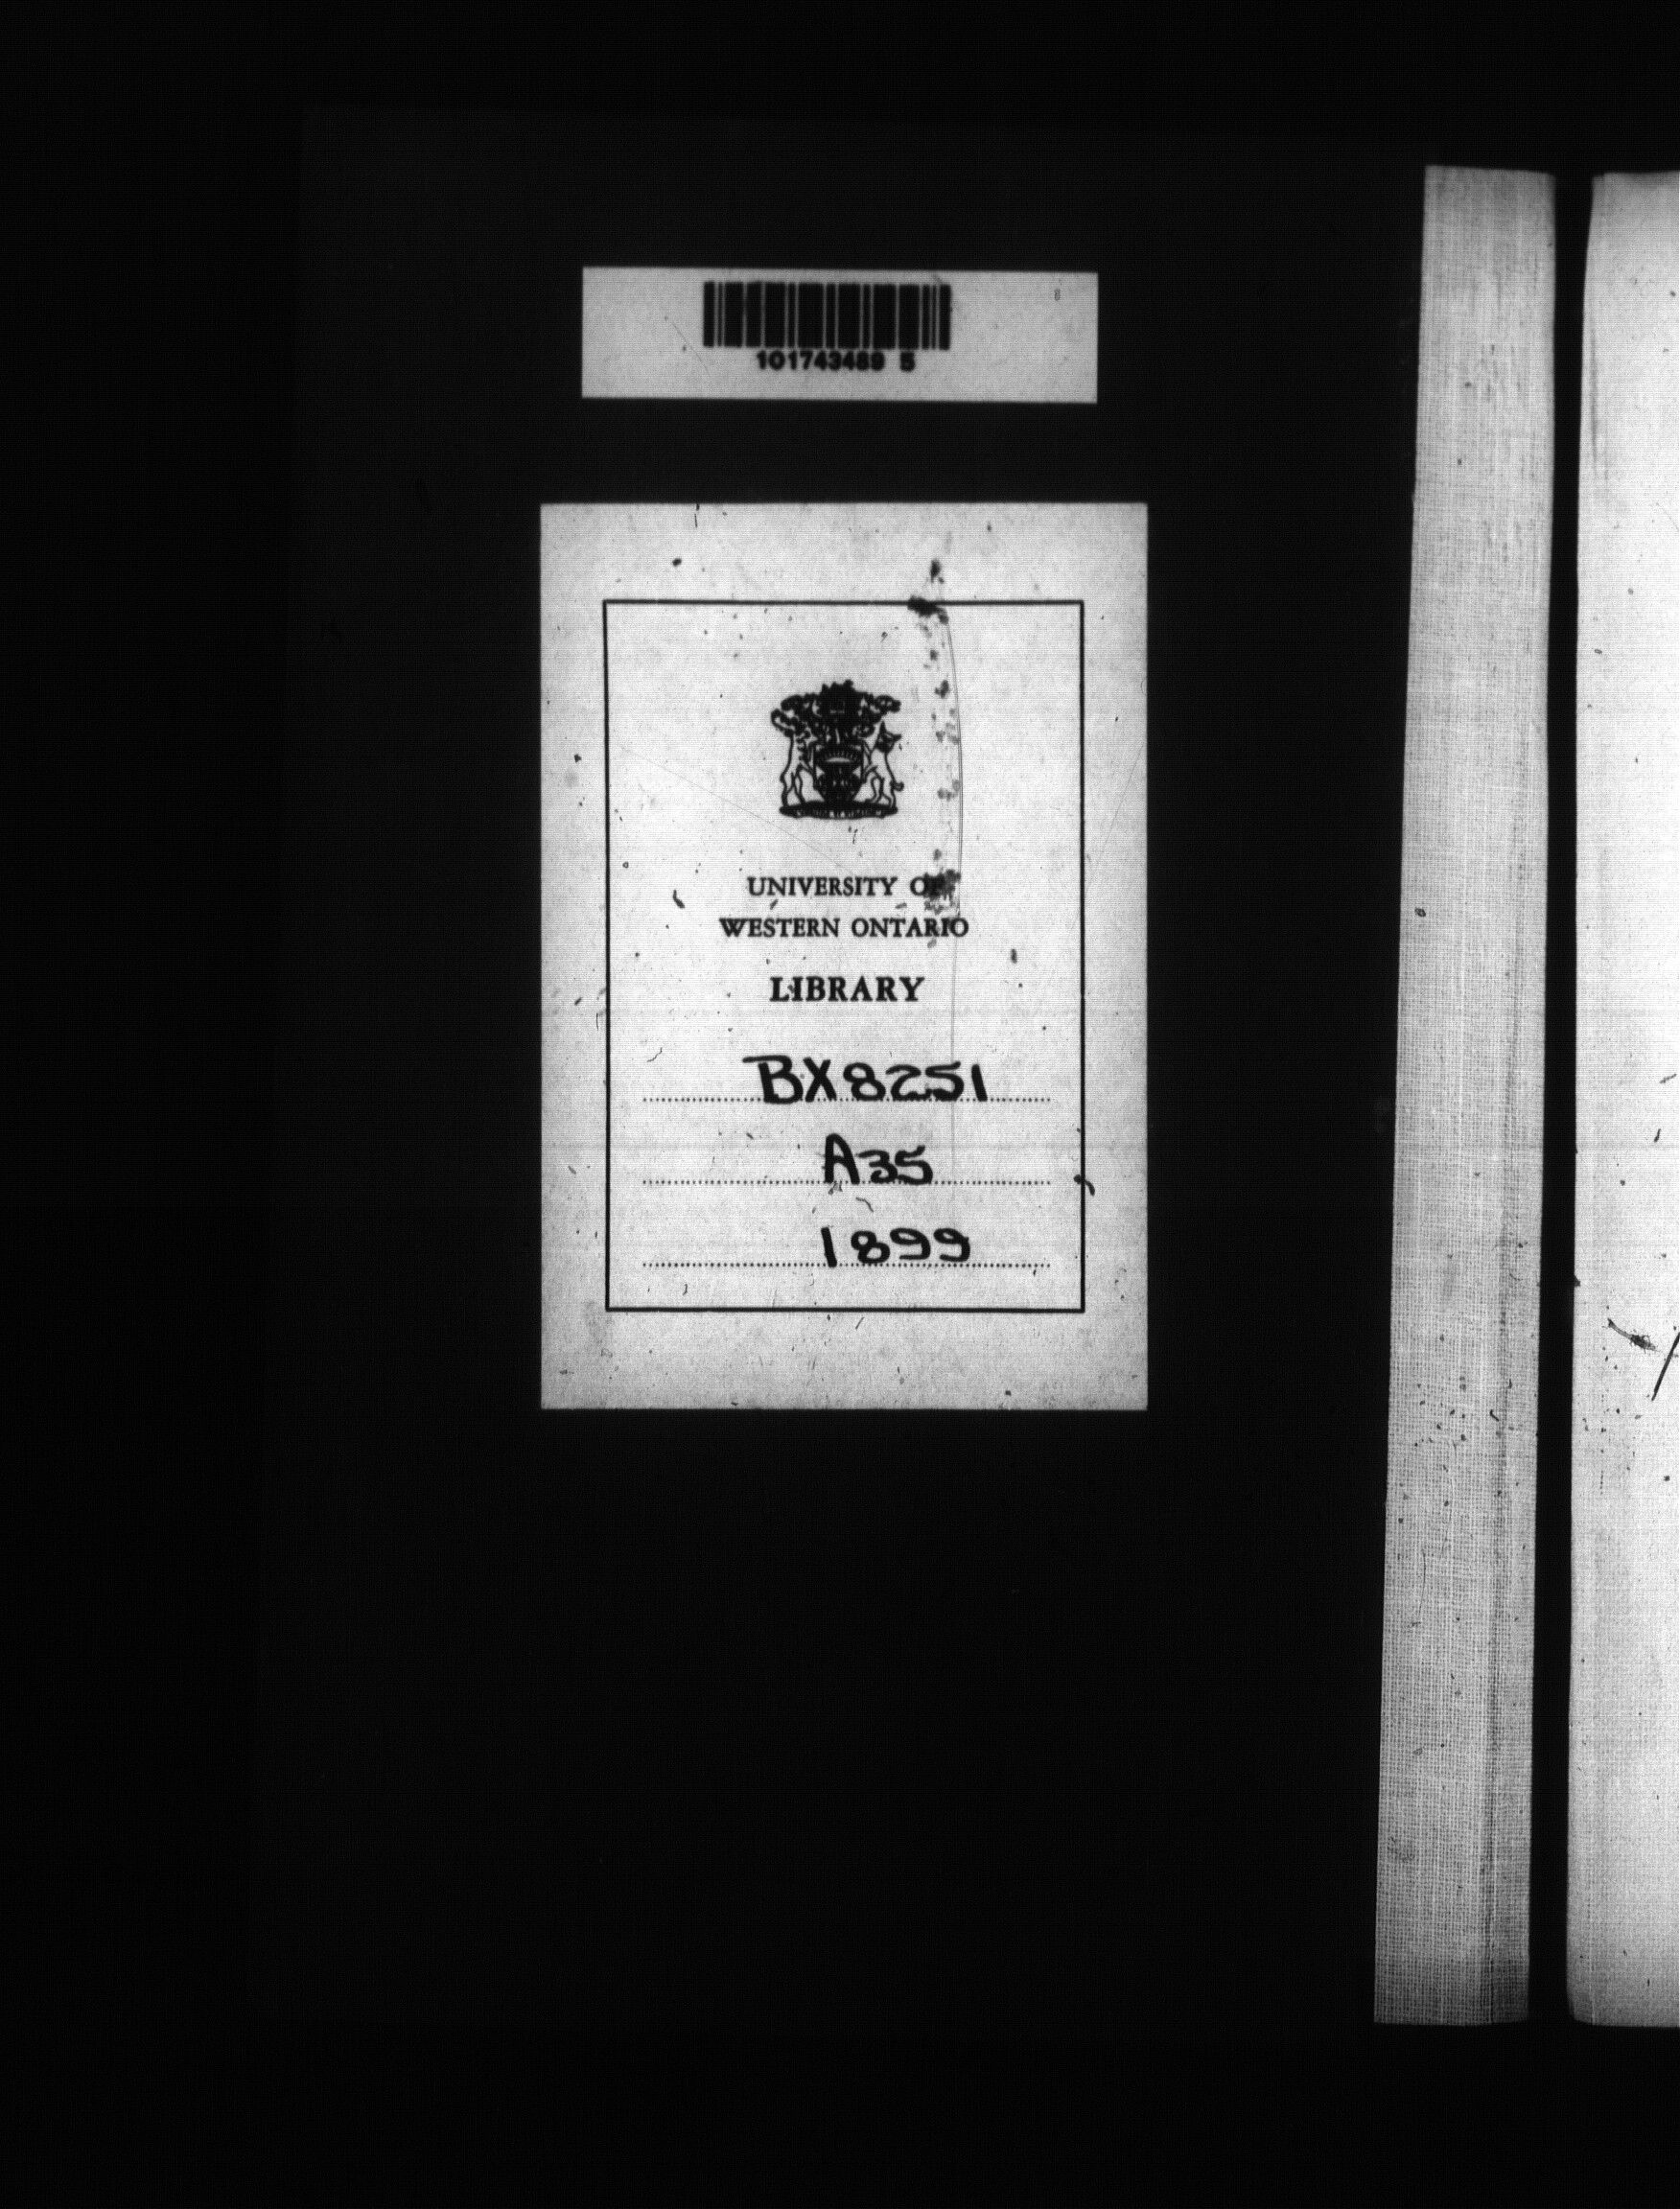 101743489 5
UNIVERSITY OF
WESTERN ONTARIO
LIBRARY
BX8251
A35
1899